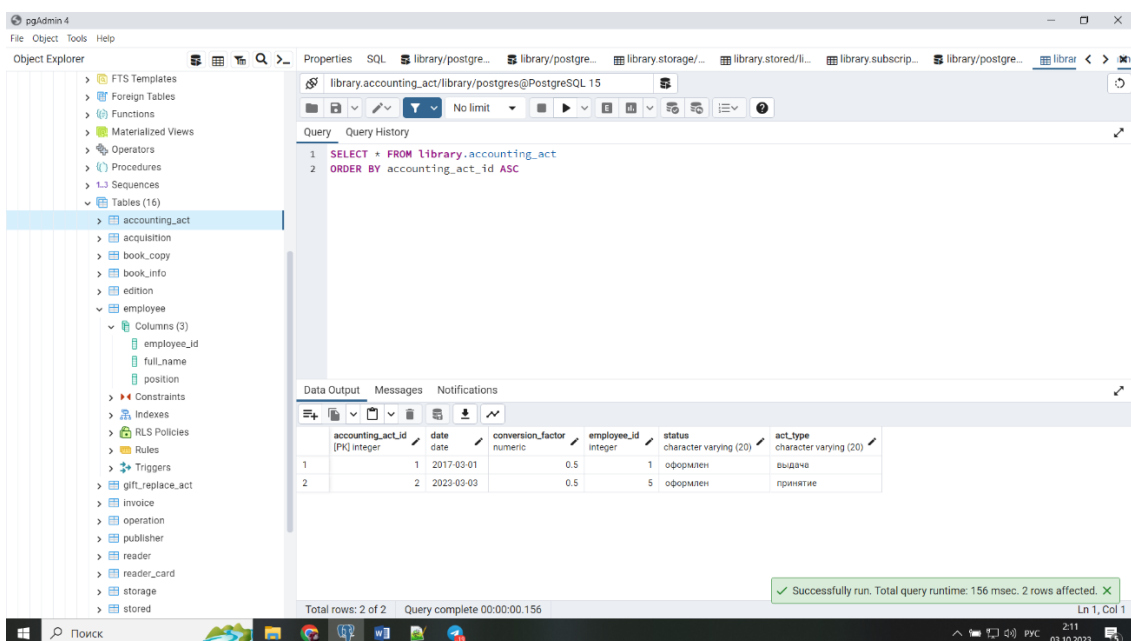 pgAdmin 4
File Object Tools Help
Object Explorer
Properties SQL library/postgre... library/postgre... library.storage/... library.stored/li... library.subscrip... library/postgre... librar
FTS Templates
Foreign Tables
Functions
Materialized Views
Operators
Procedures
1..3 Sequences
Tables (16)
accounting_act
acquisition
book_copy
book_info
edition
employee
Columns (3)
employee_id
full_name
position
Constraints
Indexes
RLS Policies
Rules
Triggers
gift_replace_act
invoice
operation
publisher
reader
reader_card
storage
stored
library.accounting_act/library/postgres@PostgreSQL 15
No limit
Query Query History
1 SELECT * FROM library.accounting_act
2 ORDER BY accounting_act_id ASC
Data Output Messages Notifications
accounting_act_id date conversion_factor employee_id status act_type
[PK] integer date numeric integer character varying (20) character varying (20)
1 1 2017-03-01 0.5 1 оформлен выдача
2 2 2023-03-03 0.5 5 оформлен принятие
Successfully run. Total query runtime: 156 msec. 2 rows affected.
Total rows: 2 of 2 Query complete 00:00:00.156 Ln 1, Col 1
Поиск РУС 2:11
03.10.2023